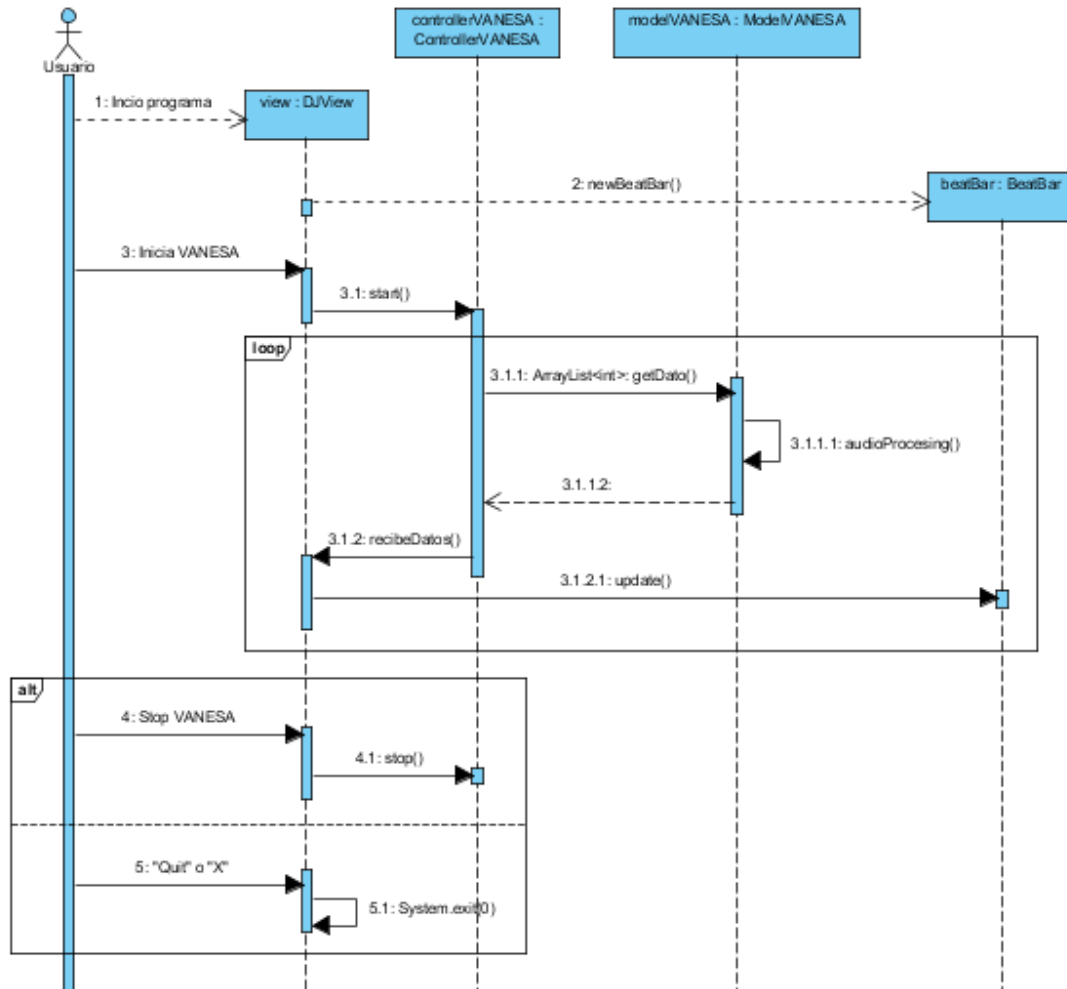 controllerVANESA :
ControllerVANESA
modelVANESA : ModelVANESA
Usuario
1: Incio programa
view : DJView
2: newBeatBar()
beatBar : BeatBar
3: Inicia VANESA
3.1: start()
loop
3.1.1: ArrayList<int>: getDato()
3.1.1.1: audioProcesing()
3.1.1.2:
3.1.2: recibeDatos()
3.1.2.1: update()
alt
4: Stop VANESA
4.1: stop()
5: "Quit" o "X"
5.1: System.exit(0)